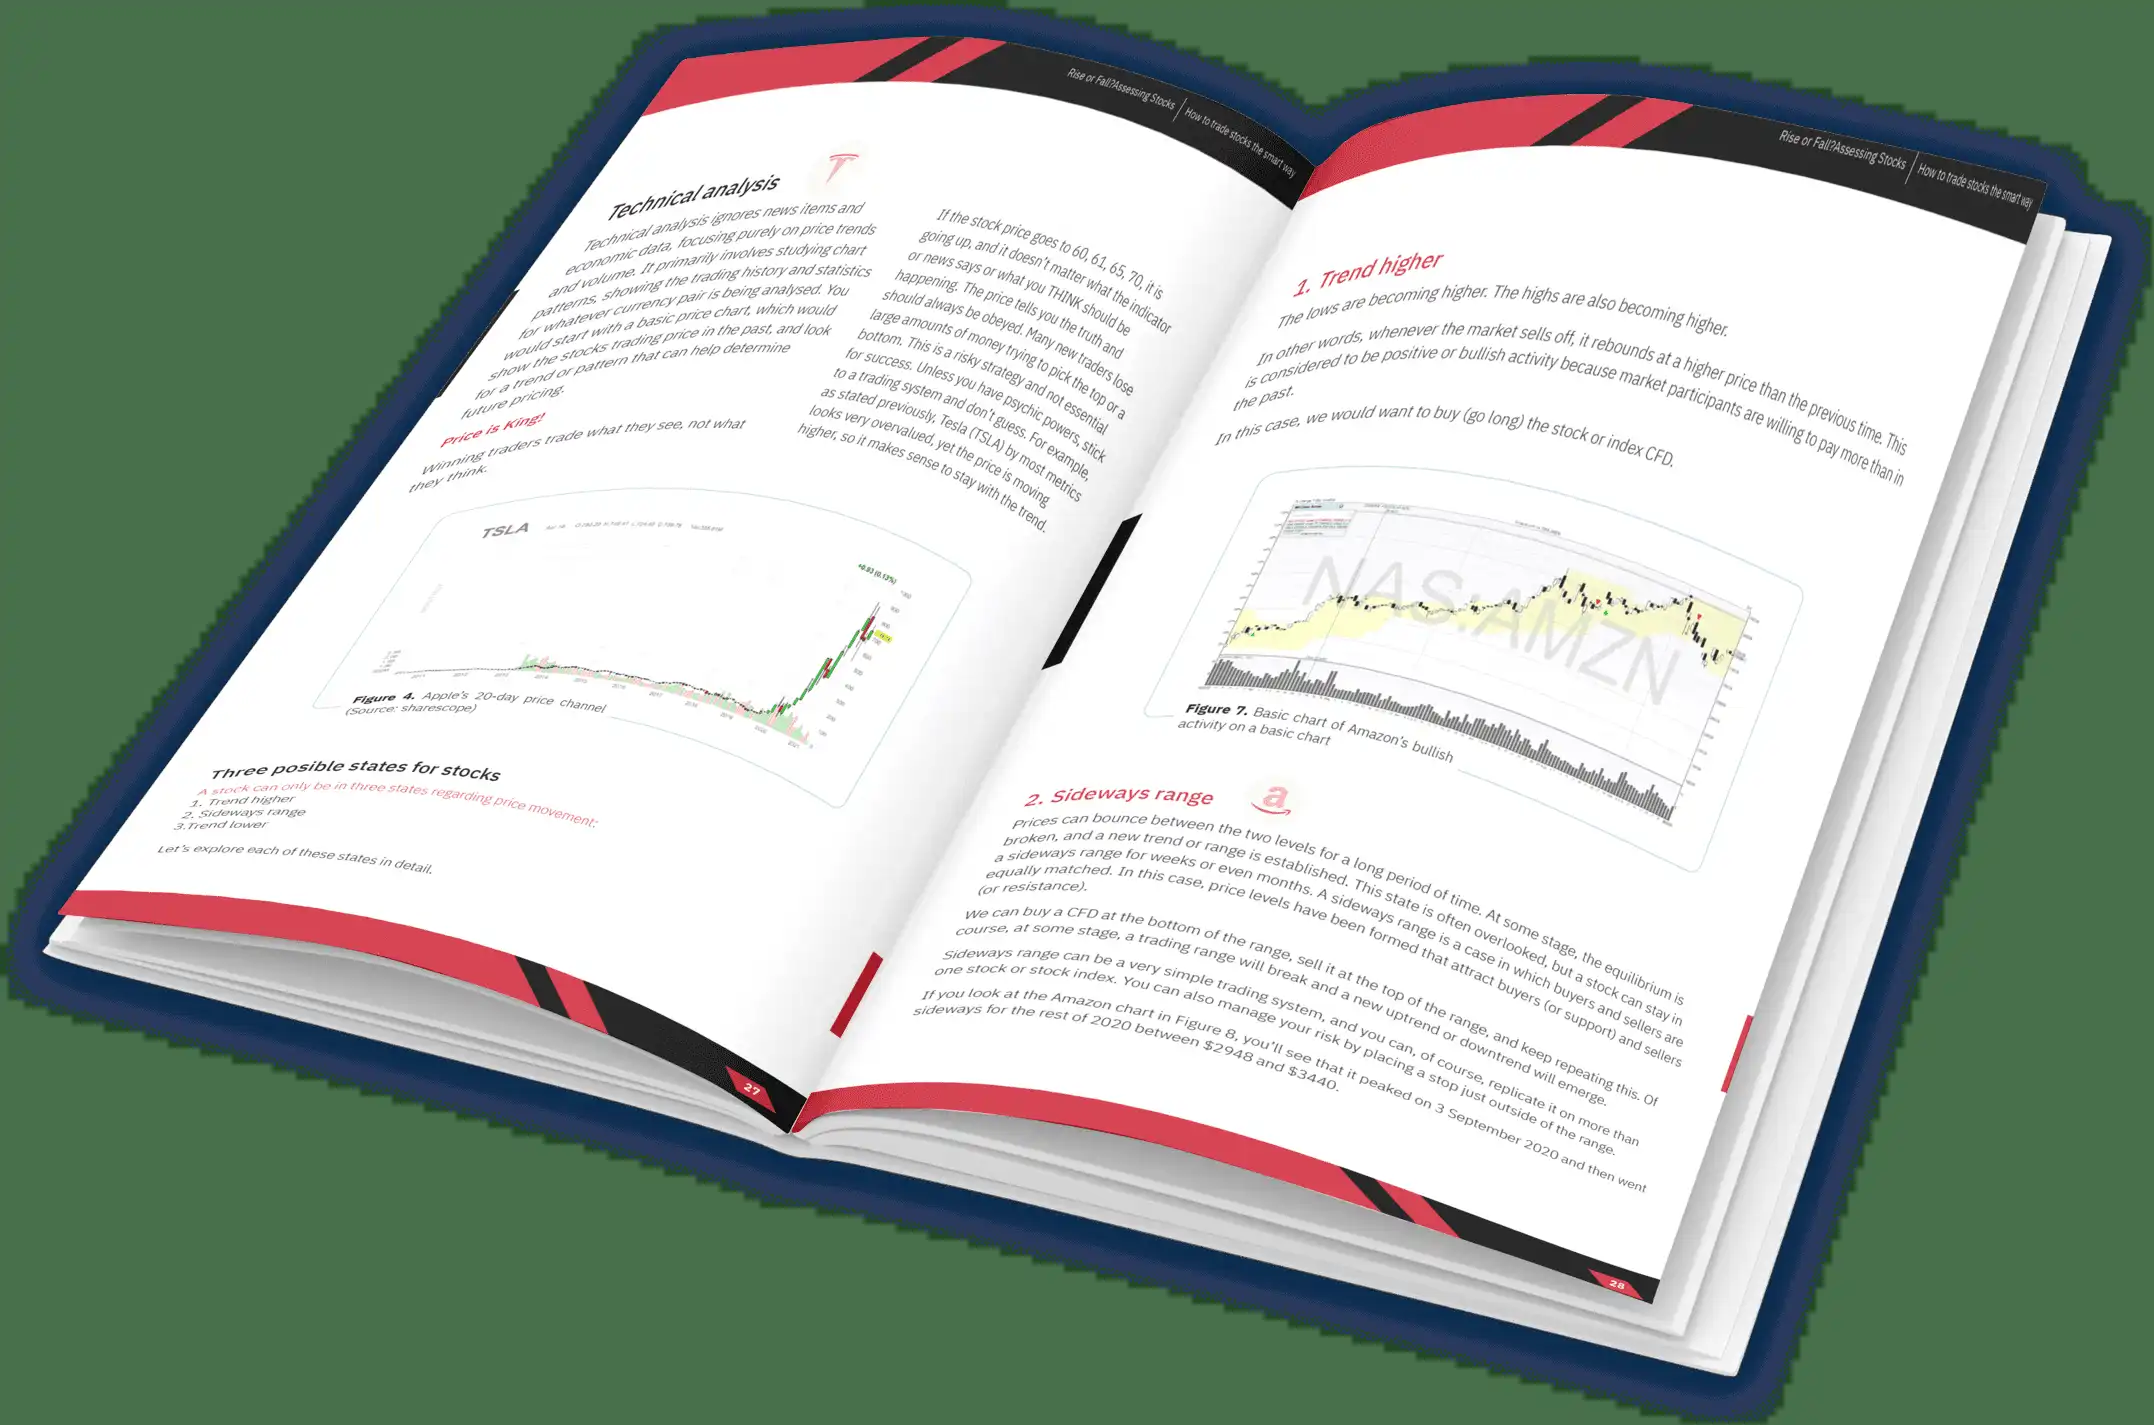 Rise or Fall?Assessing Stocks | How to trade stocks the smart way
Technical analysis
Technical analysis ignores news items and
economic data, focusing purely on price trends
and volume. It primarily involves studying chart
patterns, showing the trading history and statistics
for whatever currency pair is being analysed. You
would start with a basic price chart, which would
show the stocks trading price in the past, and look
for a trend or pattern that can help determine
future pricing.
Price is King!
Winning traders trade what they see, not what
they think.
If the stock price goes to 60, 61, 65, 70, it is
going up, and it doesn't matter what the indicator
or news says or what you THINK should be
happening. The price tells you the truth and
should always be obeyed. Many new traders lose
large amounts of money trying to pick the top or a
bottom. This is a risky strategy and not essential
for success. Unless you have psychic powers, stick
to a trading system and don't guess. For example,
as stated previously, Tesla (TSLA) by most metrics
looks very overvalued, yet the price is moving
higher, so it makes sense to stay with the trend.
TSLA
+0.93 (0.13%)
Figure 4. Apple's 20-day price channel
(Source: sharescope)
Three posible states for stocks
A stock can only be in three states regarding price movement:
1. Trend higher
2. Sideways range
3.Trend lower
Let's explore each of these states in detail.
27
Rise or Fall?Assessing Stocks | How to trade stocks the smart way
1. Trend higher
The lows are becoming higher. The highs are also becoming higher.
In other words, whenever the market sells off, it rebounds at a higher price than the previous time. This
is considered to be positive or bullish activity because market participants are willing to pay more than in
the past.
In this case, we would want to buy (go long) the stock or index CFD.
NAS:AMZN
Figure 7. Basic chart of Amazon's bullish
activity on a basic chart
2. Sideways range
Prices can bounce between the two levels for a long period of time. At some stage, the equilibrium is
broken, and a new trend or range is established. This state is often overlooked, but a stock can stay in
a sideways range for weeks or even months. A sideways range is a case in which buyers and sellers are
equally matched. In this case, price levels have been formed that attract buyers (or support) and sellers
(or resistance).
We can buy a CFD at the bottom of the range, sell it at the top of the range, and keep repeating this. Of
course, at some stage, a trading range will break and a new uptrend or downtrend will emerge.
Sideways range can be a very simple trading system, and you can, of course, replicate it on more than
one stock or stock index. You can also manage your risk by placing a stop just outside of the range.
If you look at the Amazon chart in Figure 8, you'll see that it peaked on 3 September 2020 and then went
sideways for the rest of 2020 between $2948 and $3440.
28